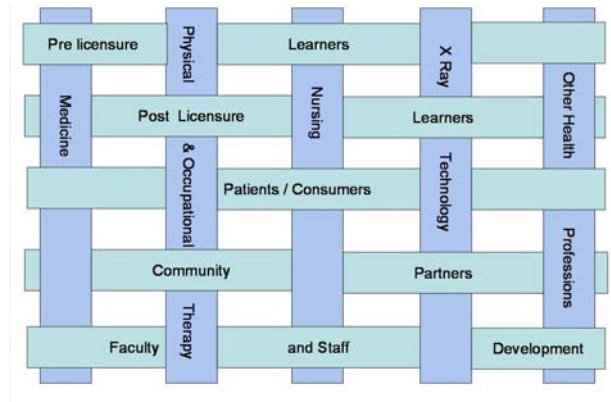 Pre licensure Learners
Post Licensure Learners
Patients / Consumers
Community Partners
Faculty and Staff Development
Medicine
Physical & Occupational Therapy
Nursing
X Ray Technology
Other Health Professions